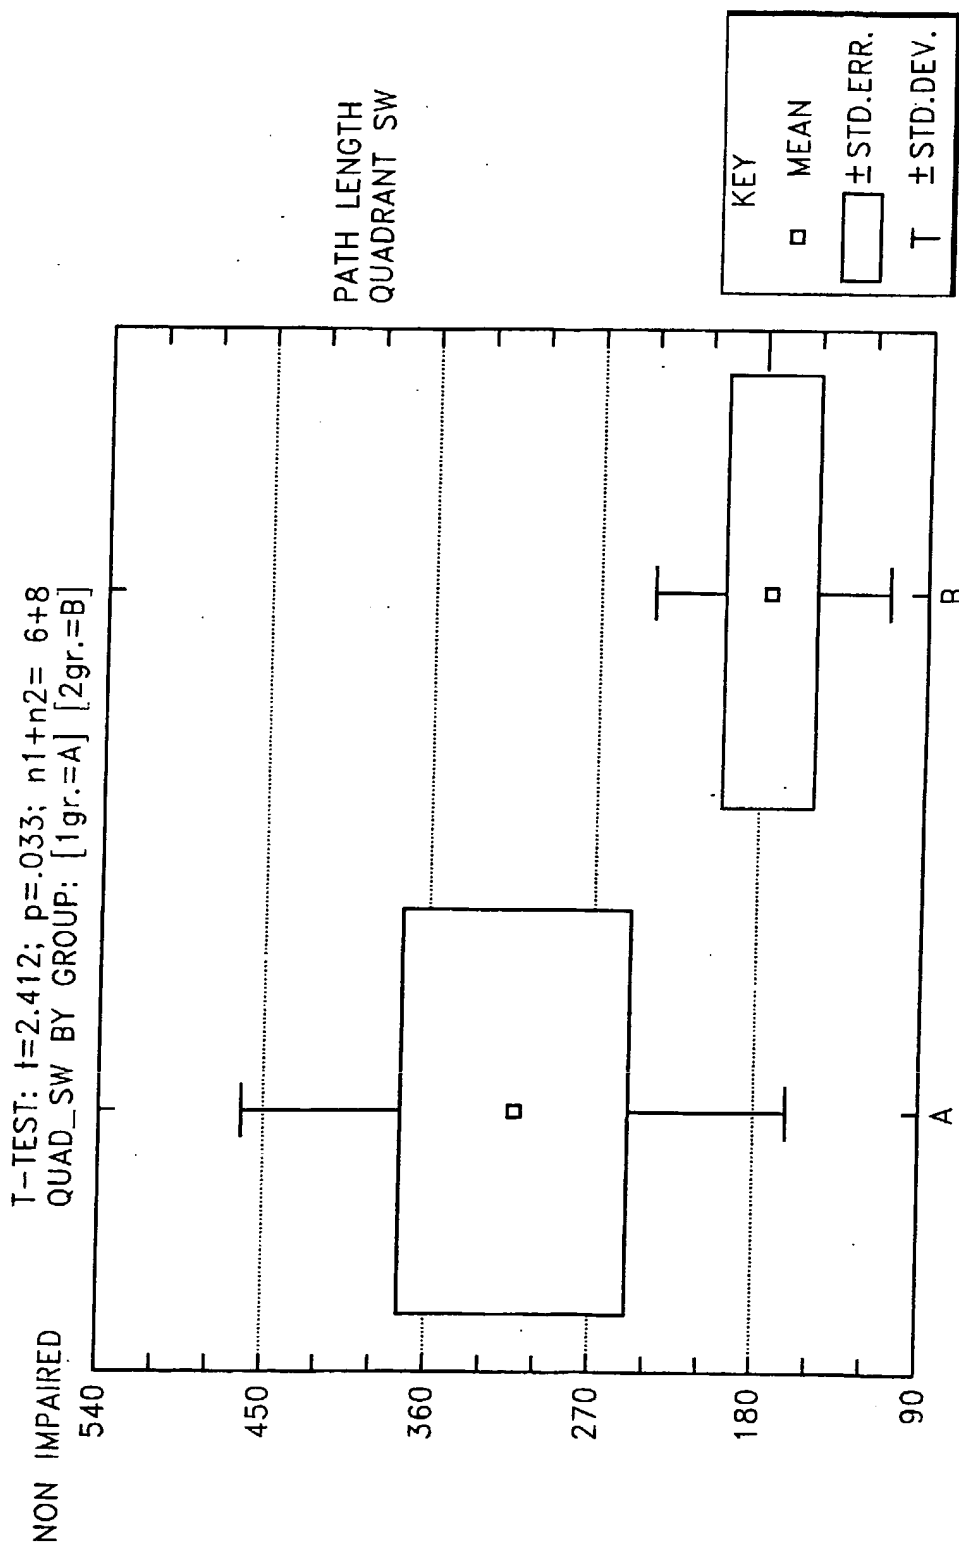 T-TEST: t=2.412; p=.033; n1+n2= 6+8
NON IMPAIRED QUAD_SW BY GROUP: [1gr.=A] [2gr.=B]
540
450
360
270
180
90
A
B
PATH LENGTH
QUADRANT SW
KEY
MEAN
±STD.ERR.
±STD.DEV.